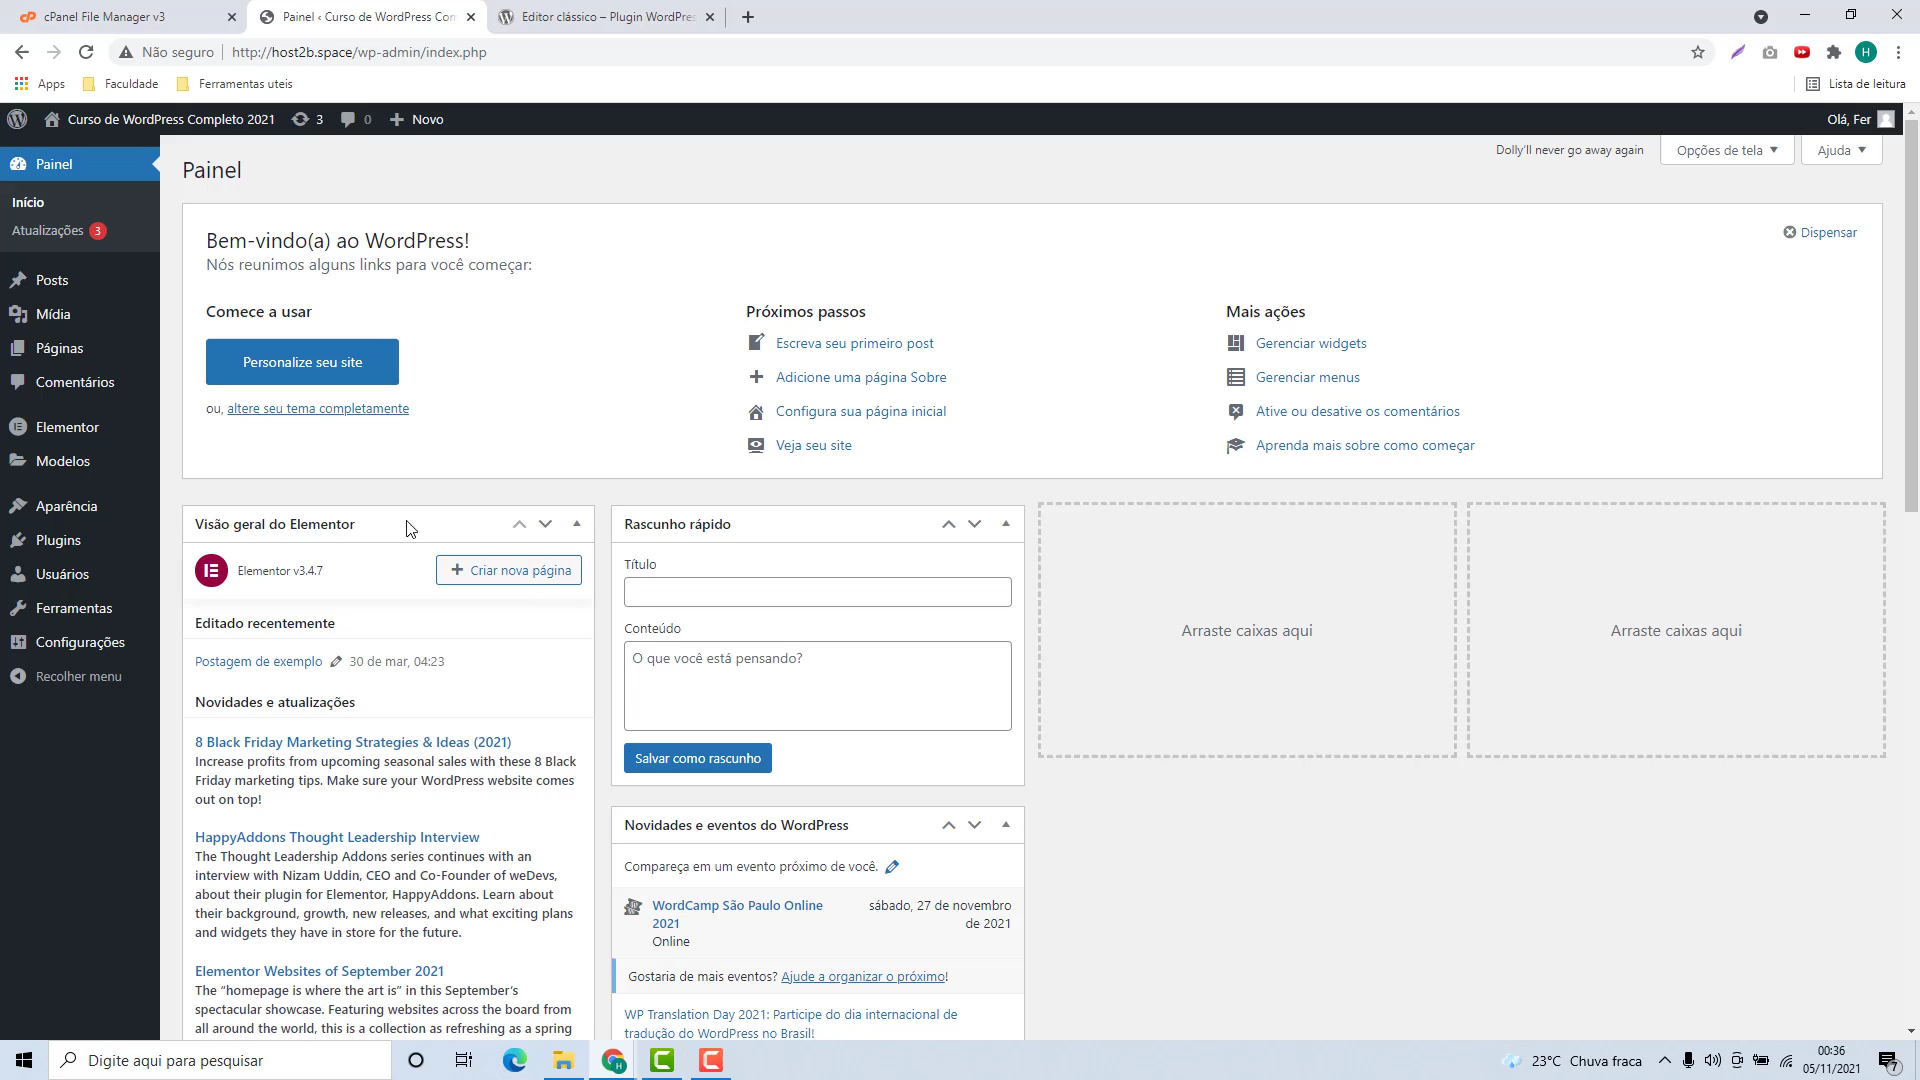 cPanel File Manager v3
Painel ‹ Curso de WordPress Com
Editor clássico – Plugin WordPres
Não seguro
http://host2b.space/wp-admin/index.php
H
Apps
Faculdade
Ferramentas uteis
Lista de leitura
Curso de WordPress Completo 2021
3
0
Novo
Olá, Fer
Painel
Início
Atualizações 3
Posts
Mídia
Páginas
Comentários
Elementor
Modelos
Aparência
Plugins
Usuários
Ferramentas
Configurações
Recolher menu
Painel
Dolly'll never go away again
Opções de tela
Ajuda
Bem-vindo(a) ao WordPress!
Nós reunimos alguns links para você começar:
Dispensar
Comece a usar
Personalize seu site
ou, altere seu tema completamente
Próximos passos
Escreva seu primeiro post
Adicione uma página Sobre
Configura sua página inicial
Veja seu site
Mais ações
Gerenciar widgets
Gerenciar menus
Ative ou desative os comentários
Aprenda mais sobre como começar
Visão geral do Elementor
Elementor v3.4.7
Criar nova página
Editado recentemente
Postagem de exemplo 30 de mar, 04:23
Novidades e atualizações
8 Black Friday Marketing Strategies & Ideas (2021)
Increase profits from upcoming seasonal sales with these 8 Black
Friday marketing tips. Make sure your WordPress website comes
out on top!
HappyAddons Thought Leadership Interview
The Thought Leadership Addons series continues with an
interview with Nizam Uddin, CEO and Co-Founder of weDevs,
about their plugin for Elementor, HappyAddons. Learn about
their background, growth, new releases, and what exciting plans
and widgets they have in store for the future.
Elementor Websites of September 2021
The “homepage is where the art is” in this September’s
spectacular showcase. Featuring websites across the board from
all around the world, this is a collection as refreshing as a spring
Rascunho rápido
Título
Conteúdo
O que você está pensando?
Salvar como rascunho
Novidades e eventos do WordPress
Compareça em um evento próximo de você.
WordCamp São Paulo Online
2021
Online
sábado, 27 de novembro
de 2021
Gostaria de mais eventos? Ajude a organizar o próximo!
WP Translation Day 2021: Participe do dia internacional de
tradução do WordPress no Brasil!
Arraste caixas aqui
Arraste caixas aqui
Digite aqui para pesquisar
23°C Chuva fraca
00:36
05/11/2021
7